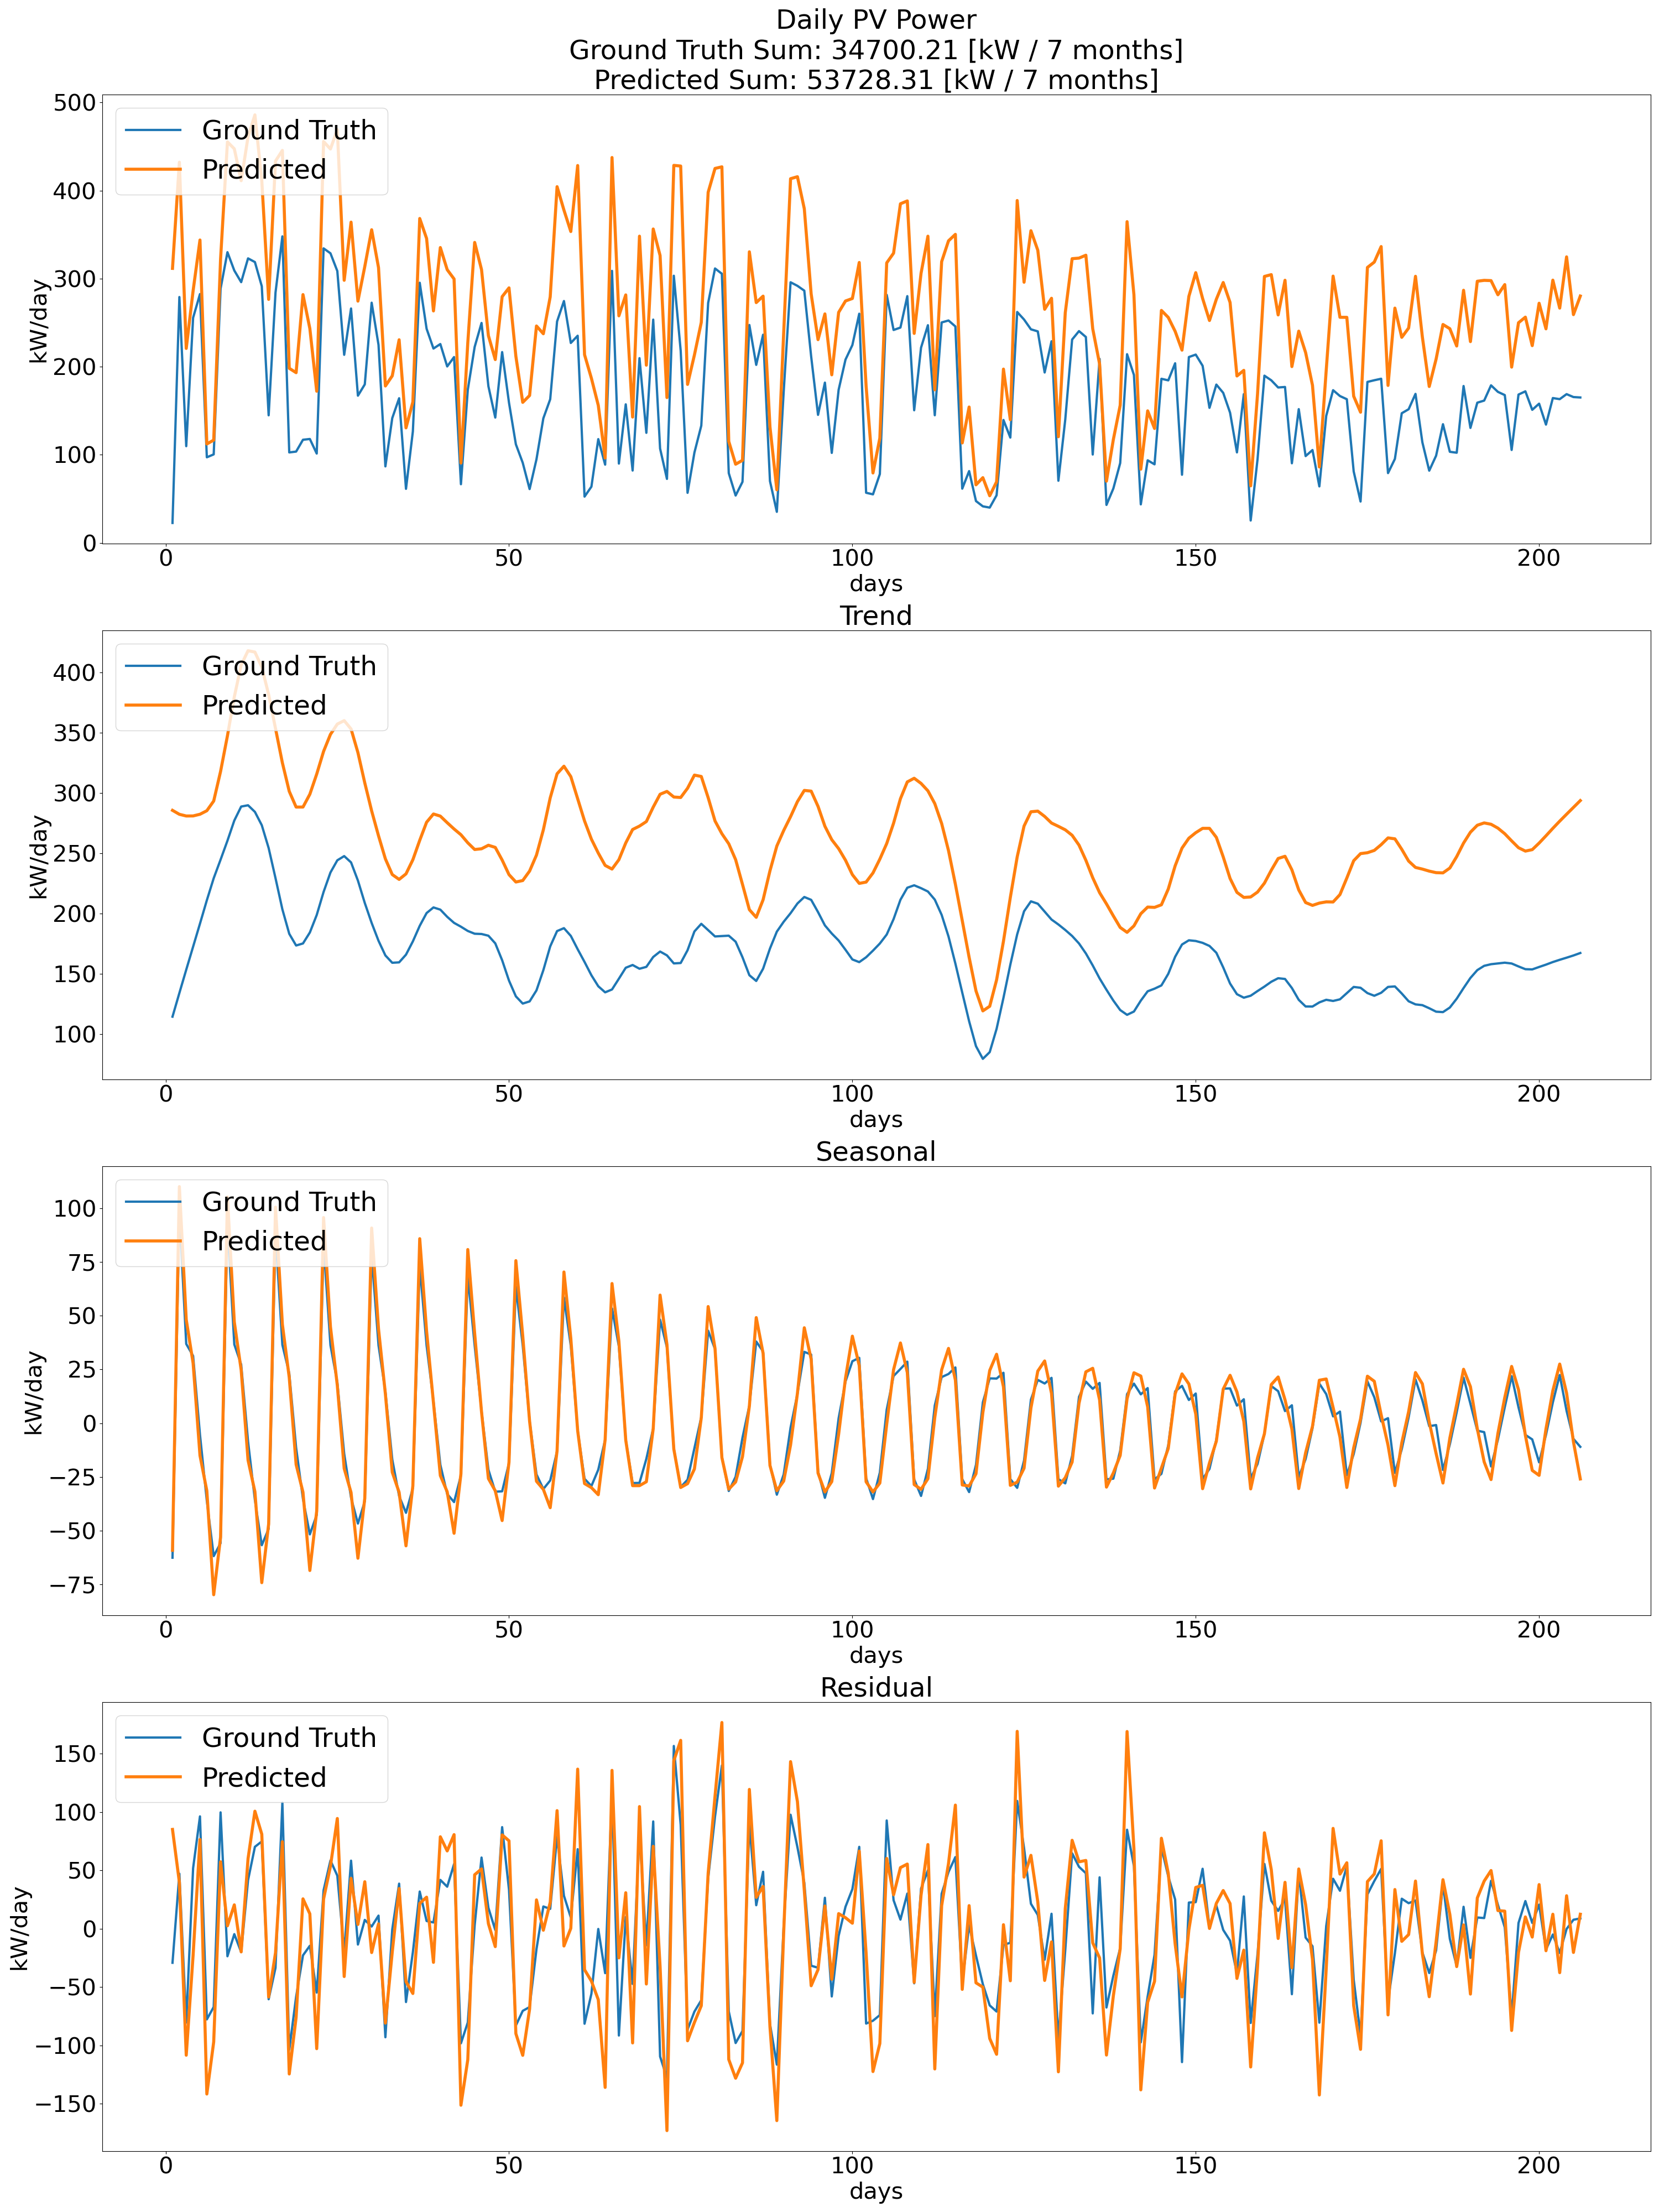 Daily PV Power
Ground Truth Sum: 34700.21 [kW / 7 months]
Predicted Sum: 53728.31 [kW / 7 months]
Ground Truth
Predicted
500
400
300
200
100
0
kW/day
0 50 100 150 200
days
Trend
Ground Truth
Predicted
400
350
300
250
200
150
100
kW/day
0 50 100 150 200
days
Seasonal
Ground Truth
Predicted
100
75
50
25
0
−25
−50
−75
kW/day
0 50 100 150 200
days
Residual
Ground Truth
Predicted
150
100
50
0
−50
−100
−150
kW/day
0 50 100 150 200
days